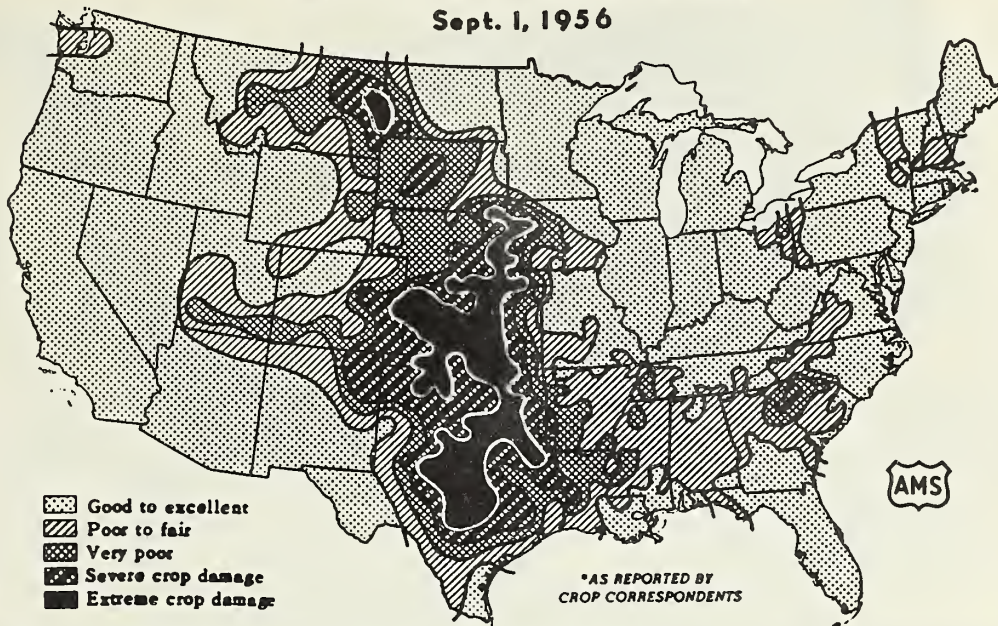 Sept. 1, 1956
Good to excellent
Poor to fair
Very poor
Severe crop damage
Extreme crop damage
*AS REPORTED BY
CROP CORRESPONDENTS
AMS